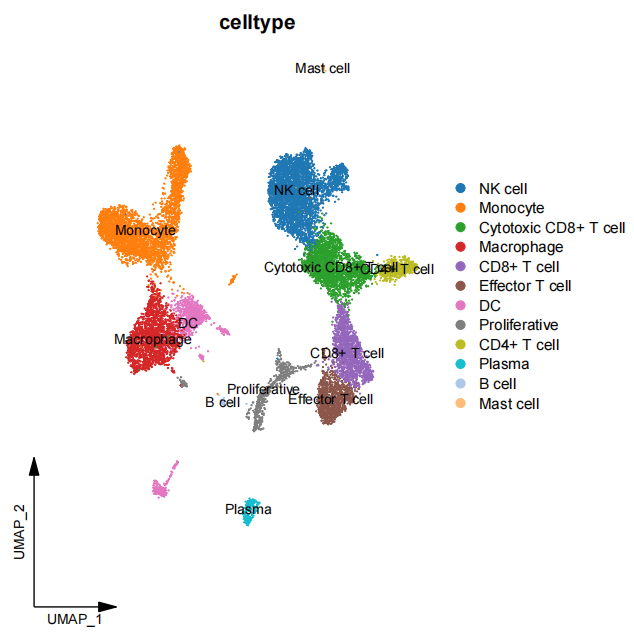 celltype
Mast cell
NK cell
Monocyte
Cytotoxic CD8+ T cell
CD4+ T cell
DC
Macrophage
CD8+ T cell
Proliferative
B cell
Effector T cell
Plasma
NK cell
Monocyte
Cytotoxic CD8+ T cell
Macrophage
CD8+ T cell
Effector T cell
DC
Proliferative
CD4+ T cell
Plasma
B cell
Mast cell
UMAP_2
UMAP_1